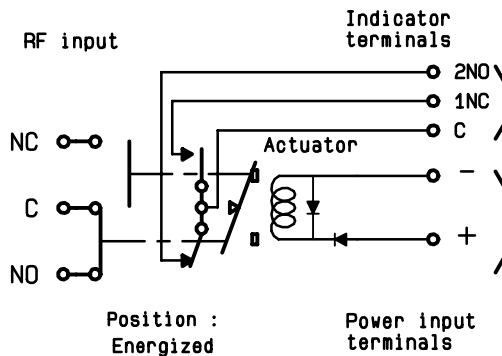 Indicator
terminals
RF input
2NO
1NC
C
NC
Actuator
-
C
+
NO
Position :
Energized
Power input
terminals